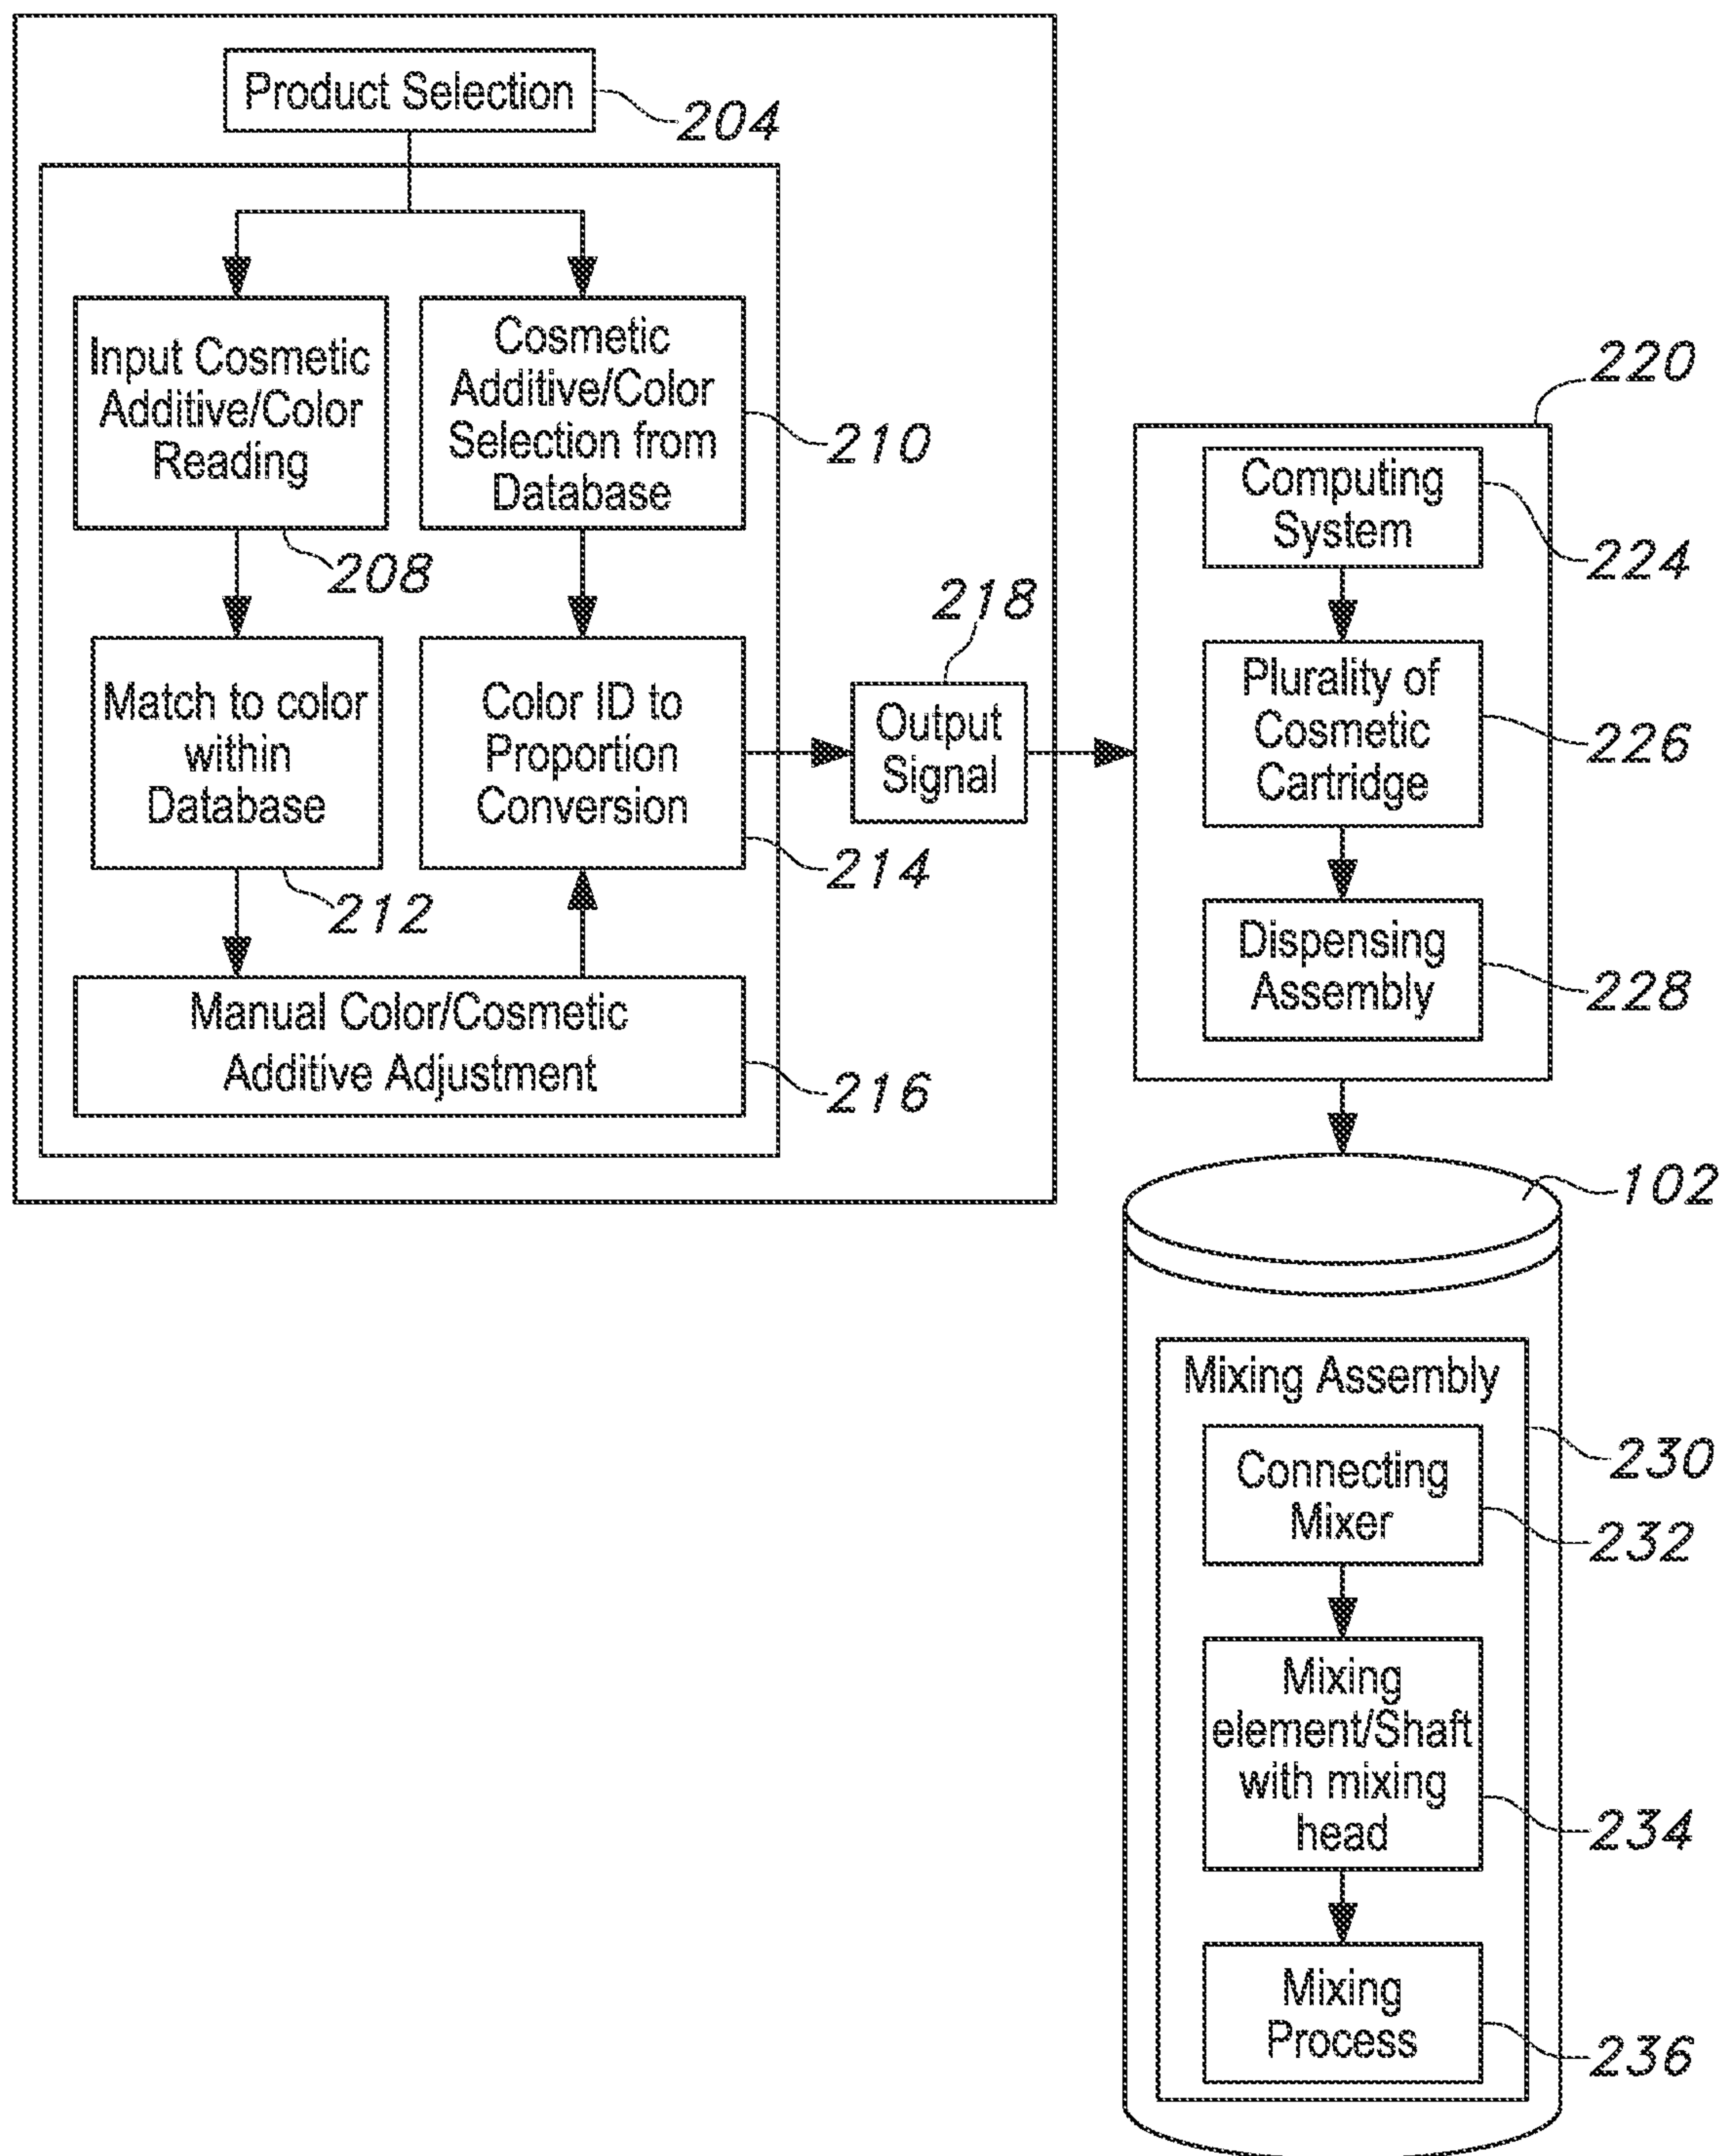 Product Selection
204
Input Cosmetic
Additive/Color
Reading
208
Cosmetic
Additive/Color
Selection from
Database
210
Match to color
within
Database
212
Color ID to
Proportion
Conversion
214
Manual Color/Cosmetic
Additive Adjustment
216
218
Output
Signal
220
Computing
System
224
Plurality of
Cosmetic
Cartridge
226
Dispensing
Assembly
228
102
Mixing Assembly
230
Connecting
Mixer
232
Mixing
element/Shaft
with mixing
head
234
Mixing
Process
236